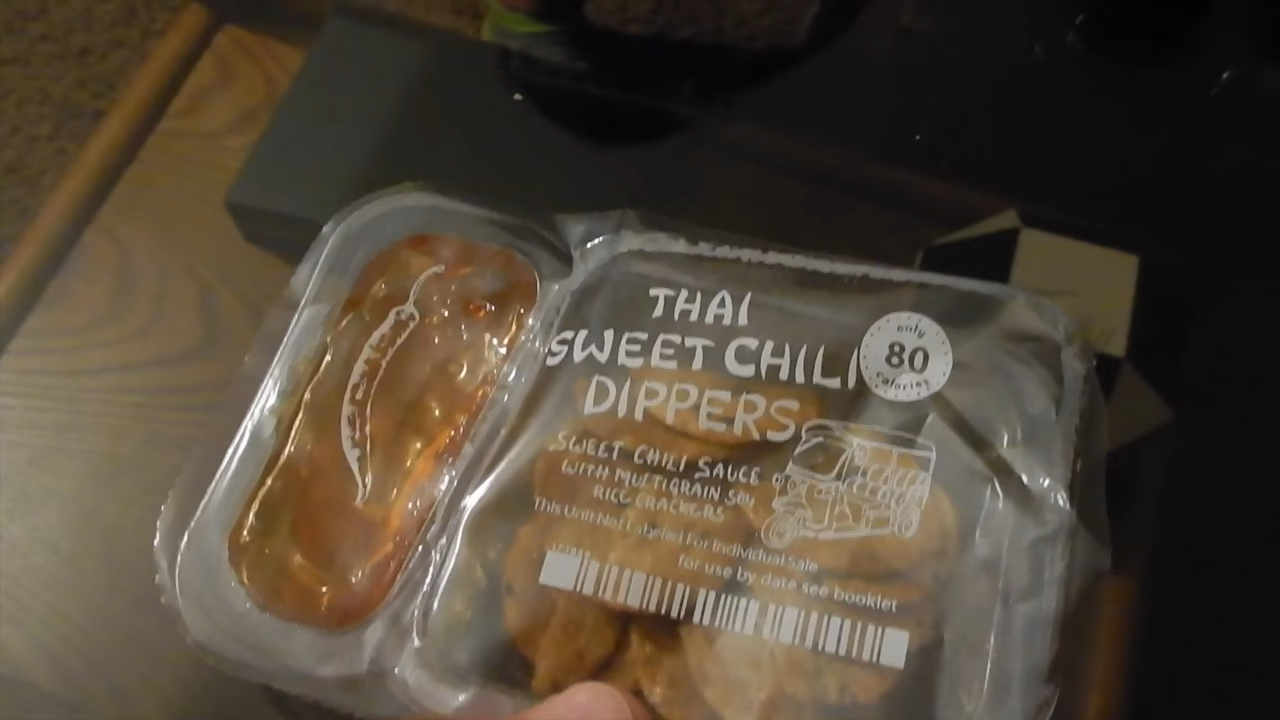 THAI
SWEET CHILI
DIPPERS
only
80
calories
SWEET CHILI SAUCE
WITH MULTIGRAIN SOY
RICE CRACKERS
This Unit Not Labeled For Individual Sale
for use by date see booklet